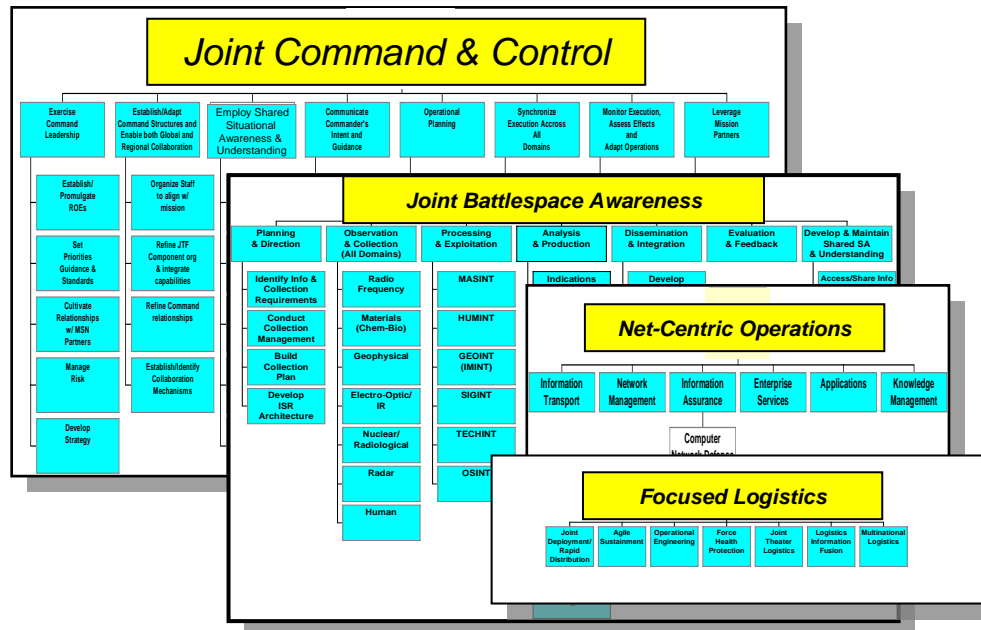 Joint Command & Control
Exercise
Command
Leadership
Establish/Adapt
Command Structures and
Enable both Global and
Regional Collaboration
Employ Shared
Situational
Awareness &
Understanding
Communicate
Commander's
Intent and
Guidance
Operational
Planning
Synchronize
Execution Accross
All
Domains
Monitor Execution,
Assess Effects
and
Adapt Operations
Leverage
Mission
Partners
Establish/
Promulgate
ROEs
Set
Priorities
Guidance &
Standards
Cultivate
Relationships
w/ MSN
Partners
Manage
Risk
Develop
Strategy
Organize Staff
to align w/
mission
Refine JTF
Component org
& integrate
capabilities
Refine Command
relationships
Establish/Identify
Collaboration
Mechanisms
Joint Battlespace Awareness
Planning
& Direction
Observation
& Collection
(All Domains)
Processing
& Exploitation
Analysis
& Production
Dissemination
& Integration
Evaluation
& Feedback
Develop & Maintain
Shared SA
& Understanding
Identify Info &
Collection
Requirements
Conduct
Collection
Management
Build
Collection
Plan
Develop
ISR
Architecture
Radio
Frequency
Materials
(Chem-Bio)
Geophysical
Electro-Optic/
IR
Nuclear/
Radiological
Radar
Human
MASINT
HUMINT
GEOINT
(IMINT)
SIGINT
TECHINT
OSINT
Indications
Develop
Access/Share Info
Net-Centric Operations
Information
Transport
Network
Management
Information
Assurance
Enterprise
Services
Applications
Knowledge
Management
Computer
Network Defense
Focused Logistics
Joint
Deployment/
Rapid
Distribution
Agile
Sustainment
Operational
Engineering
Force
Health
Protection
Joint
Theater
Logistics
Logistics
Information
Fusion
Multinational
Logistics